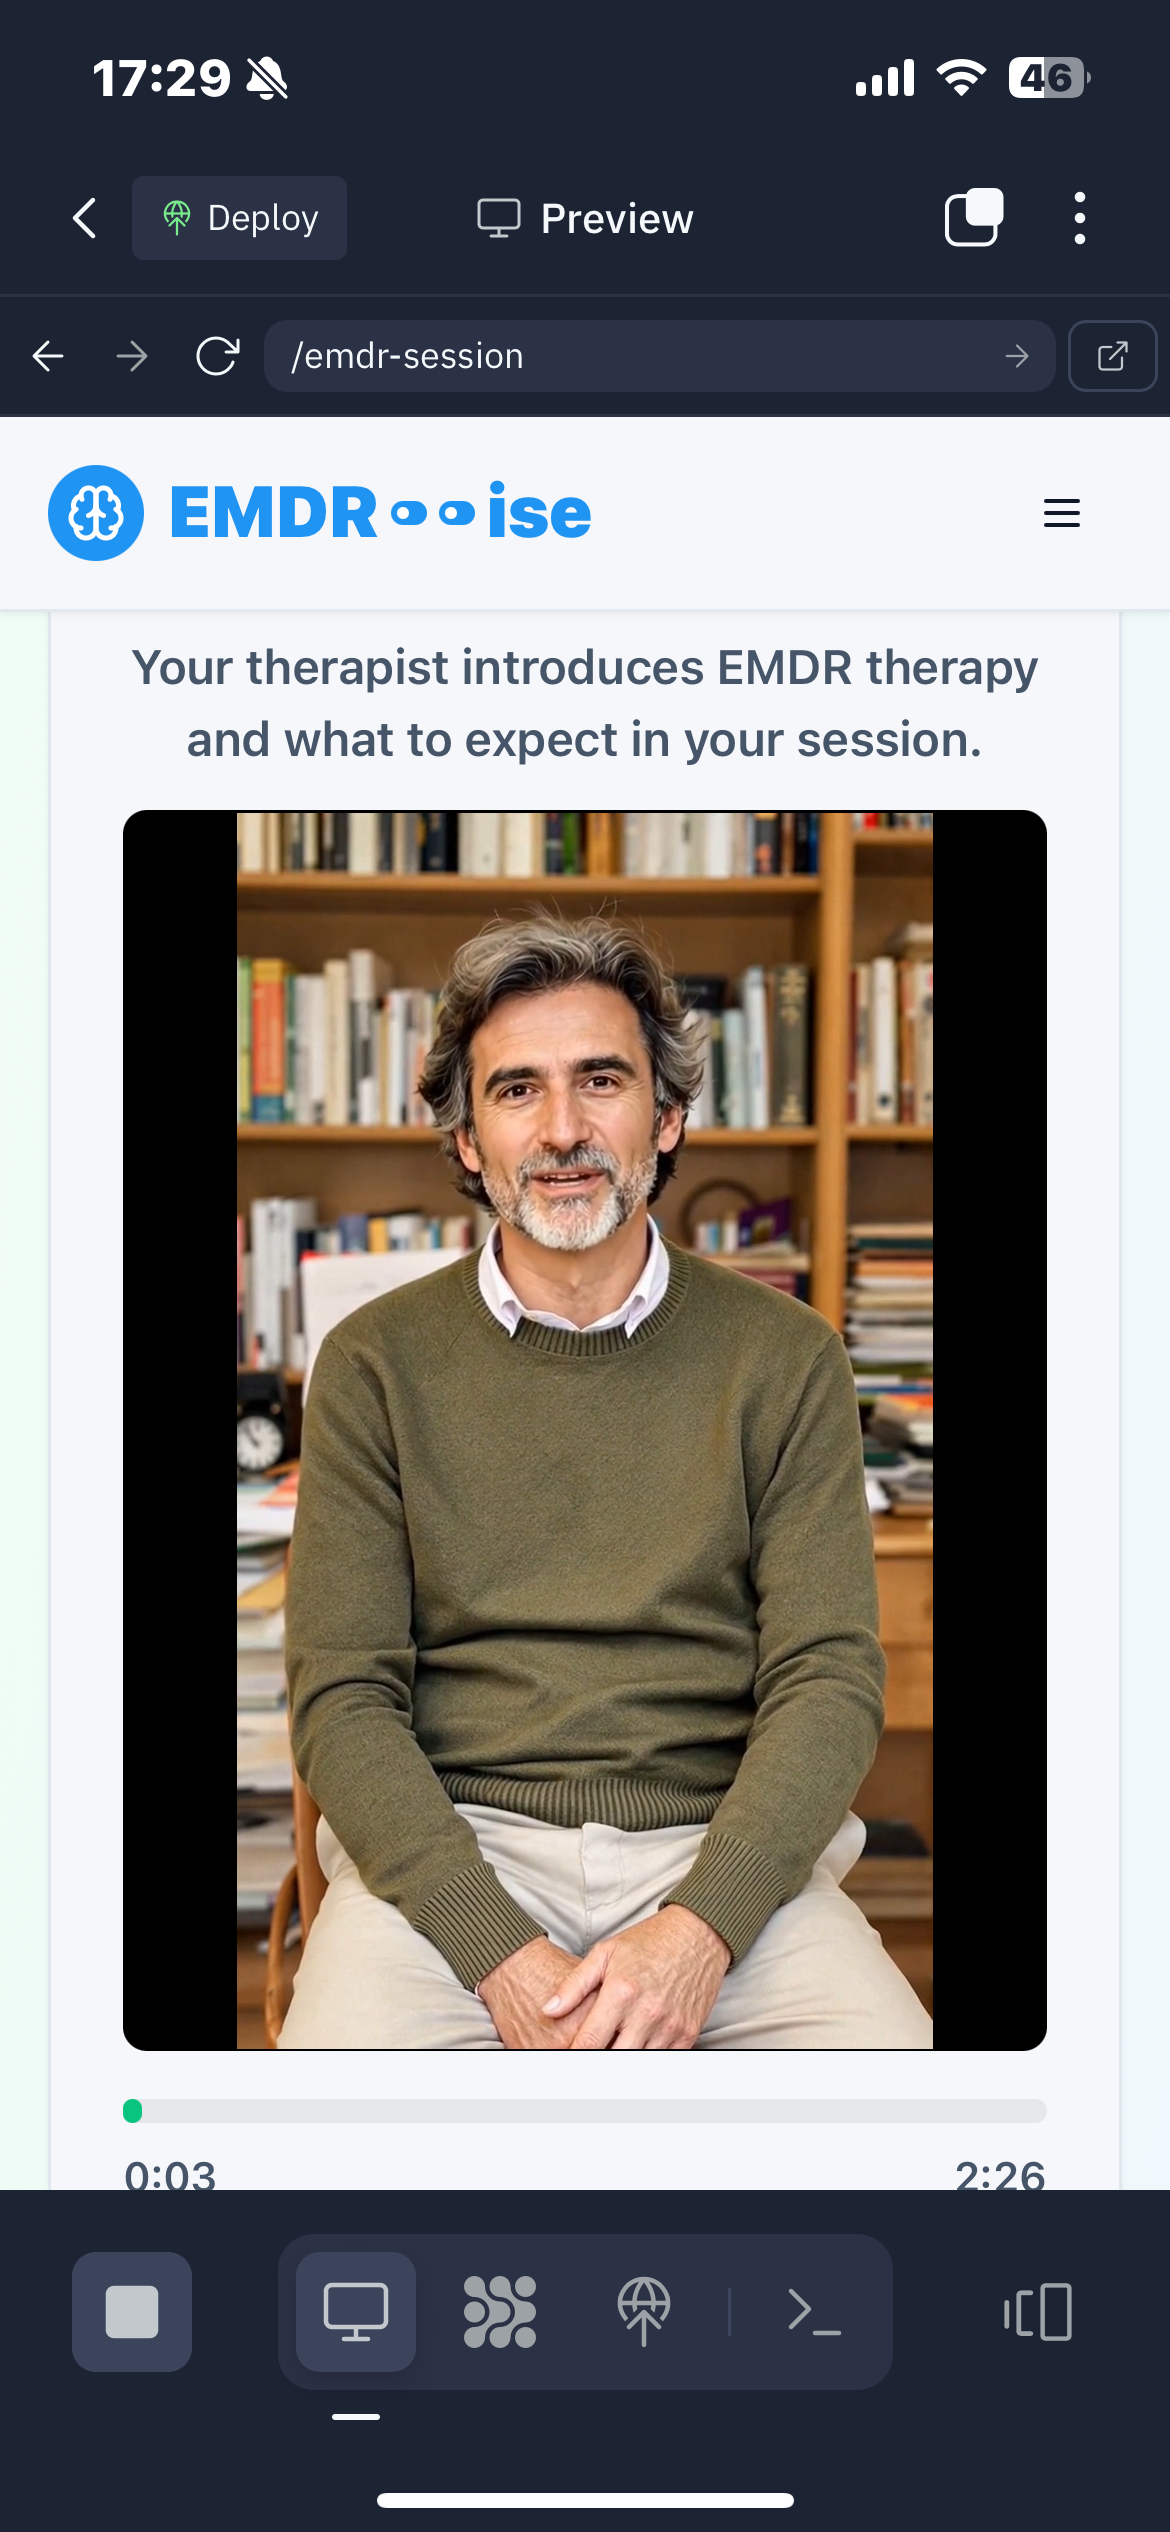 17:29
46
Deploy
Preview
/emdr-session
EMDR ise
Your therapist introduces EMDR therapy
and what to expect in your session.
0:03
2:26